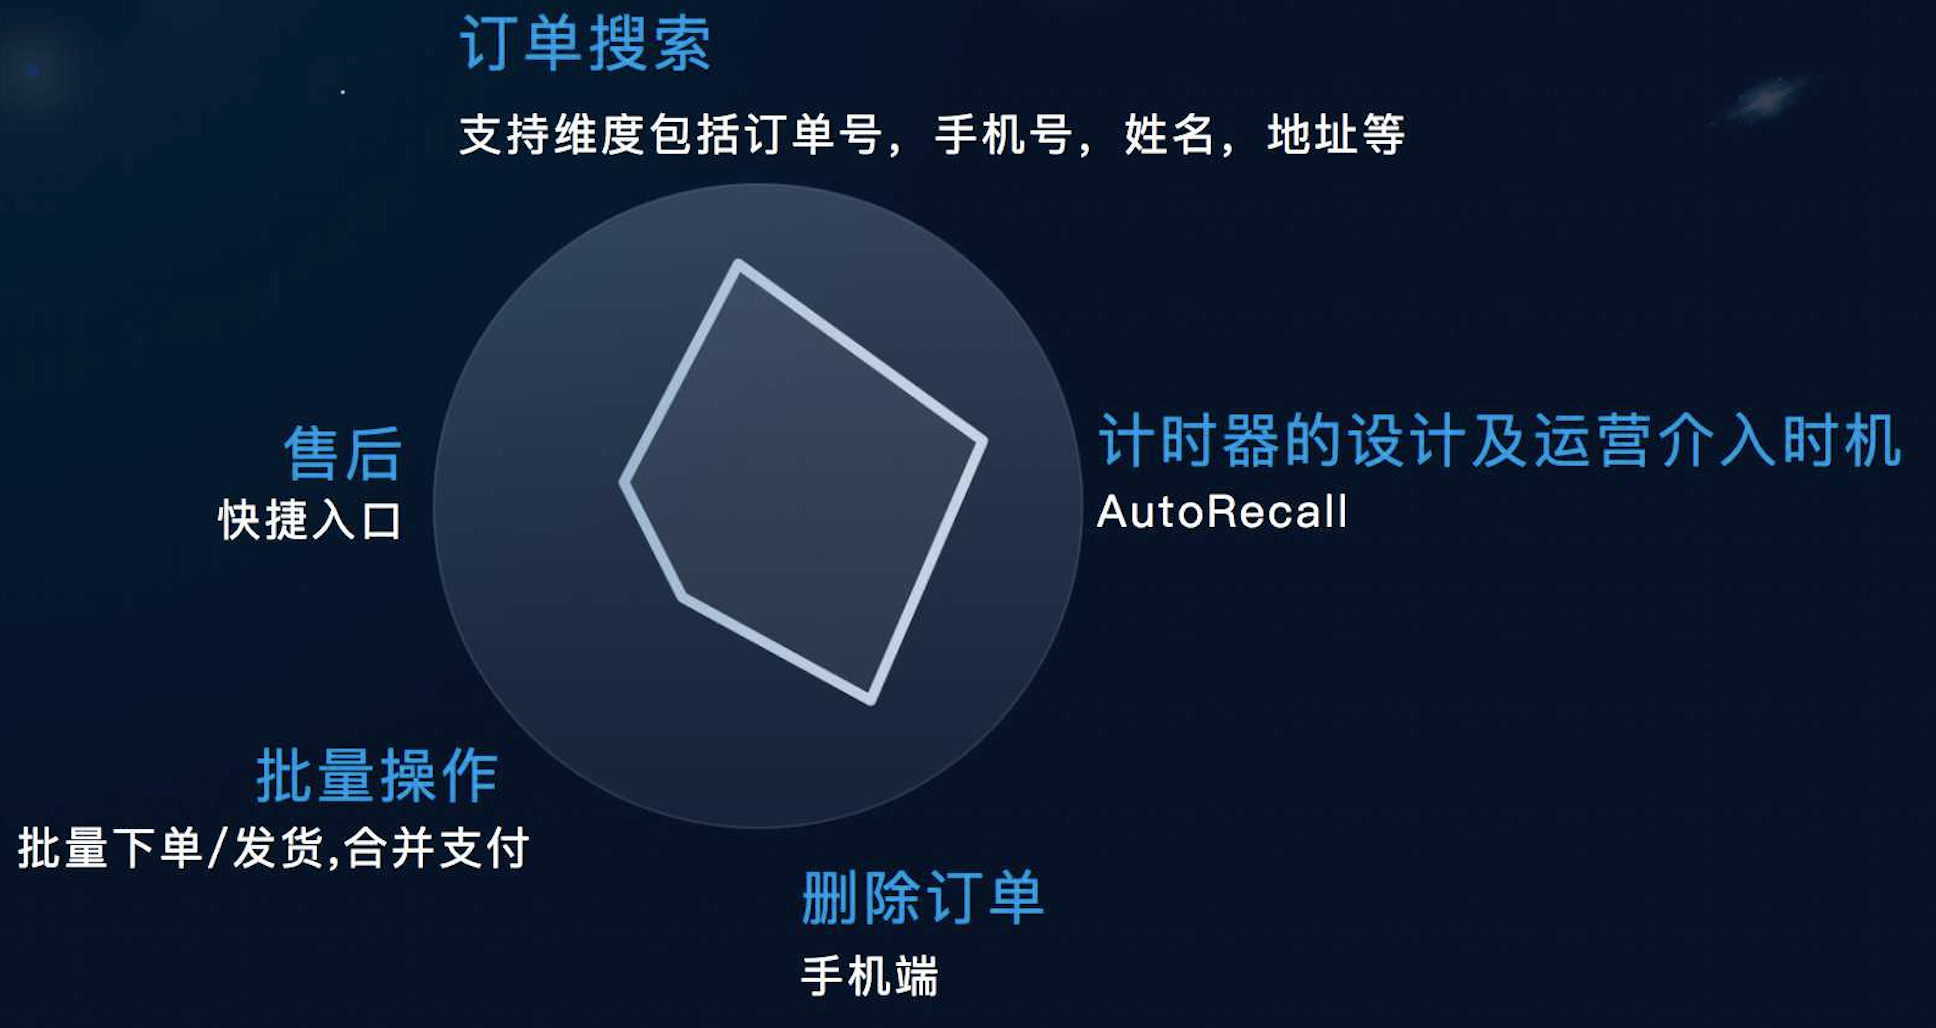 订单搜索
支持维度包括订单号，手机号，姓名，地址等
售后
快捷入口
计时器的设计及运营介入时机
AutoRecall
批量操作
批量下单/发货,合并支付
删除订单
手机端